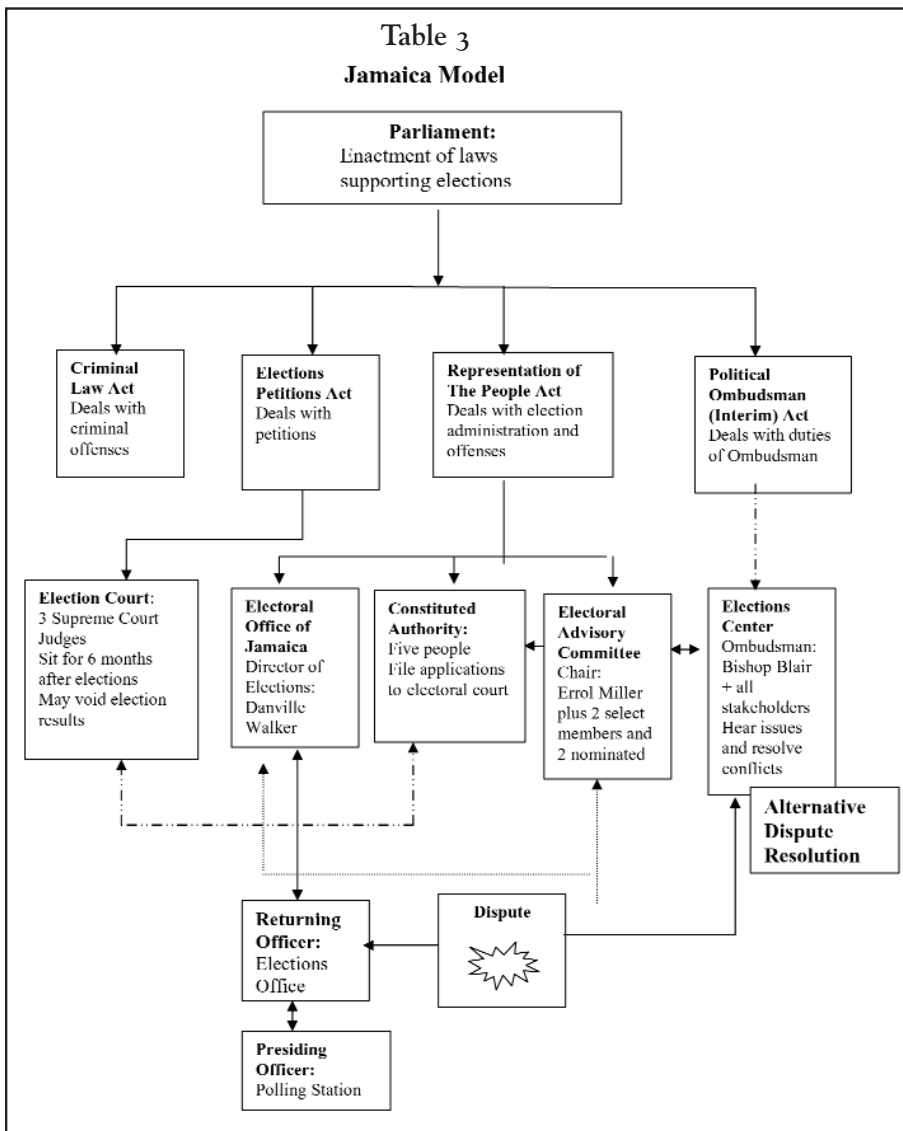 Table 3
Jamaica Model
Parliament:
Enactment of laws
supporting elections
Criminal
Law Act
Deals with
criminal
offenses
Elections
Petitions Act
Deals with
petitions
Representation of
The People Act
Deals with election
administration and
offenses
Political
Ombudsman
(Interim) Act
Deals with duties
of Ombudsman
Election Court:
3 Supreme Court
Judges
Sit for 6 months
after elections
May void election
results
Electoral
Office of
Jamaica
Director of
Elections:
Danville
Walker
Constituted
Authority:
Five people
File applications
to electoral court
Electoral
Advisory
Committee
Chair:
Errol Miller
plus 2 select
members and
2 nominated
Elections
Center
Ombudsman:
Bishop Blair
+ all
stakeholders
Hear issues
and resolve
conflicts
Alternative
Dispute
Resolution
Returning
Officer:
Elections
Office
Dispute
Presiding
Officer:
Polling Station